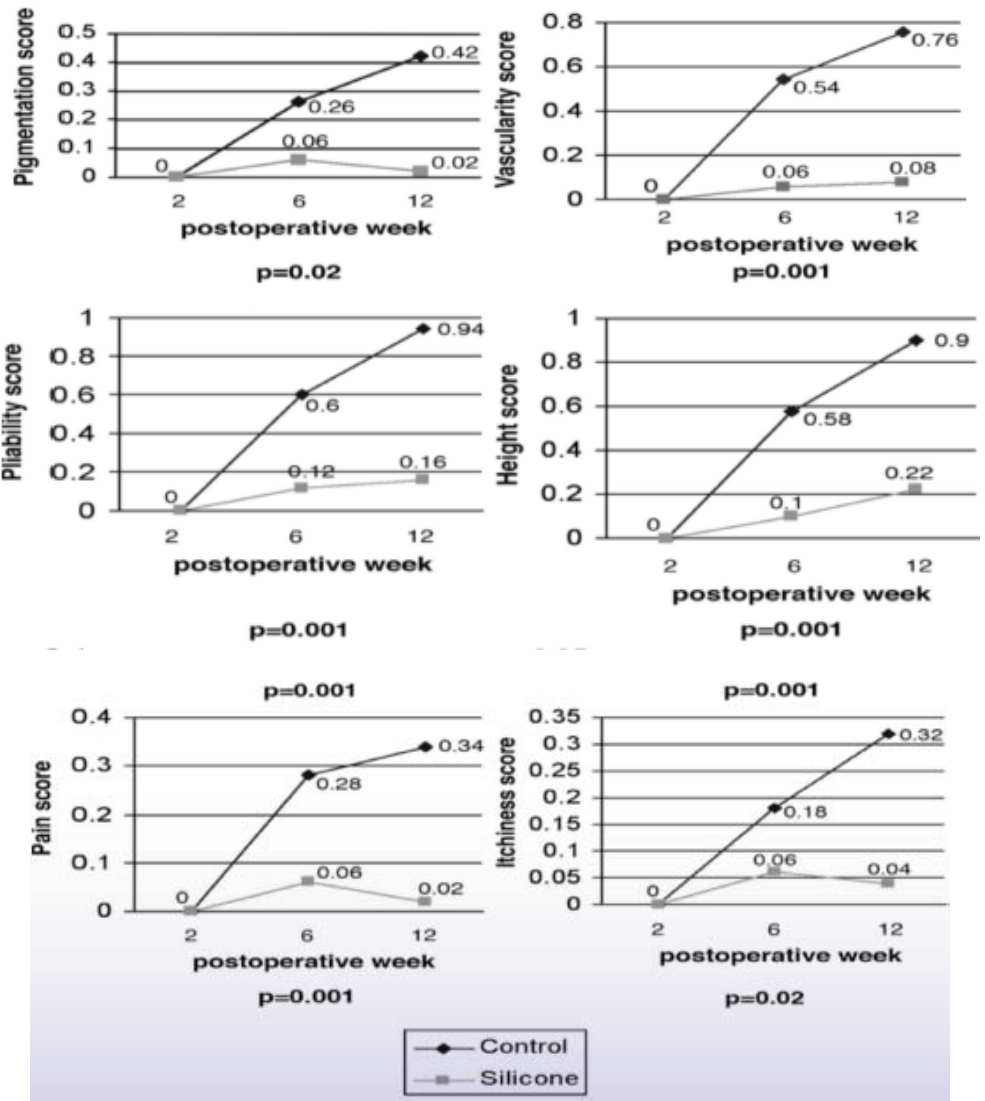 Pigmentation score
0.5
0.4
0.3
0.2
0.1
0
0
0.26
0.42
0.06
0.02
2 6 12
postoperative week
p=0.02
Vascularity score
0.8
0.6
0.4
0.2
0
0
0.54
0.76
0.06
0.08
2 6 12
postoperative week
p=0.001
Pliability score
1
0.8
0.6
0.4
0.2
0
0
0.6
0.94
0.12
0.16
2 6 12
postoperative week
p=0.001
Height score
1
0.8
0.6
0.4
0.2
0
0
0.58
0.9
0.1
0.22
2 6 12
postoperative week
p=0.001
p=0.001
Pain score
0.4
0.3
0.2
0.1
0
0
0.28
0.34
0.06
0.02
2 6 12
postoperative week
p=0.001
p=0.001
Itchiness score
0.35
0.3
0.25
0.2
0.15
0.1
0.05
0
0
0.18
0.32
0.06
0.04
2 6 12
postoperative week
p=0.02
Control
Silicone